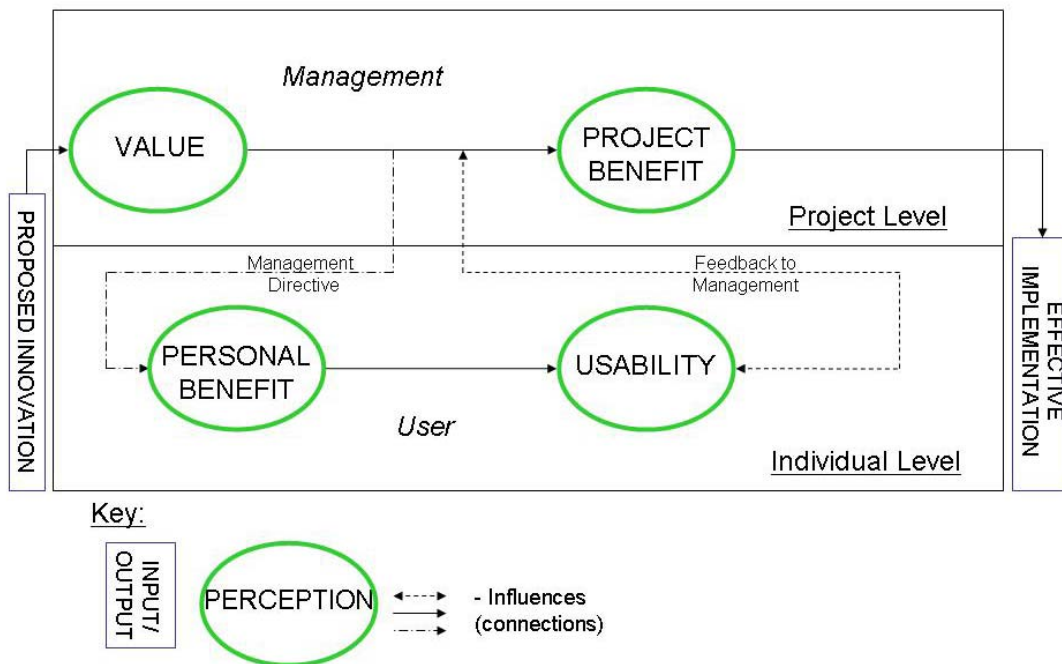 Management
VALUE
PROJECT
BENEFIT
Project Level
PROPOSED INNOVATION
Management
Directive
Feedback to
Management
EFFECTIVE
IMPLEMENTATION
PERSONAL
BENEFIT
USABILITY
User
Individual Level
Key:
INPUT/
OUTPUT
PERCEPTION
- Influences
(connections)